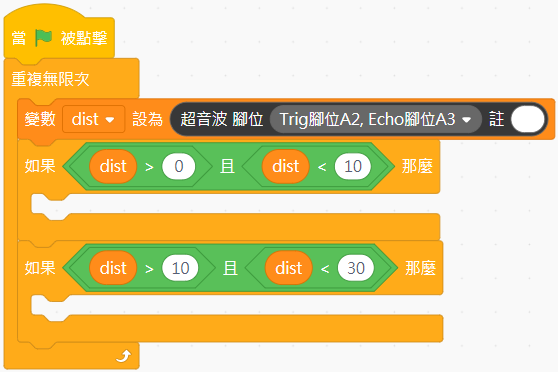 當 被點擊
重複無限次
變數 dist 設為 超音波 腳位 Trig腳位A2, Echo腳位A3 註
如果 dist > 0 且 dist < 10 那麼
如果 dist > 10 且 dist < 30 那麼